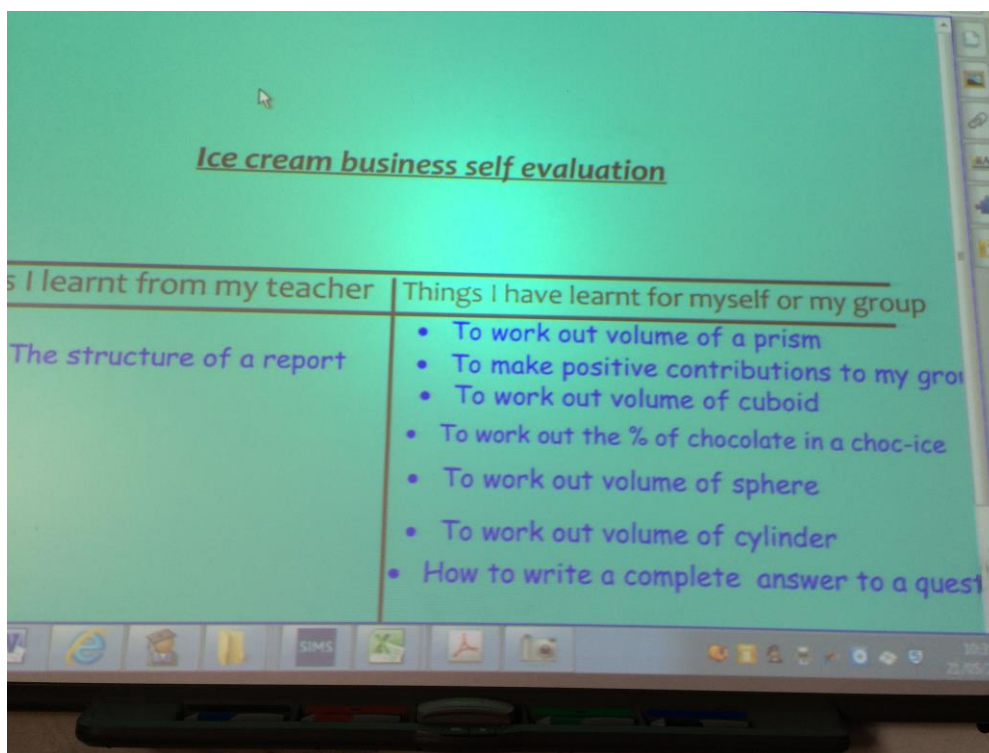 Ice cream business self evaluation
s I learnt from my teacher
Things I have learnt for myself or my group
The structure of a report
• To work out volume of a prism
• To make positive contributions to my grou
• To work out volume of cuboid
• To work out the % of chocolate in a choc-ice
• To work out volume of sphere
• To work out volume of cylinder
• How to write a complete answer to a quest
SIMS